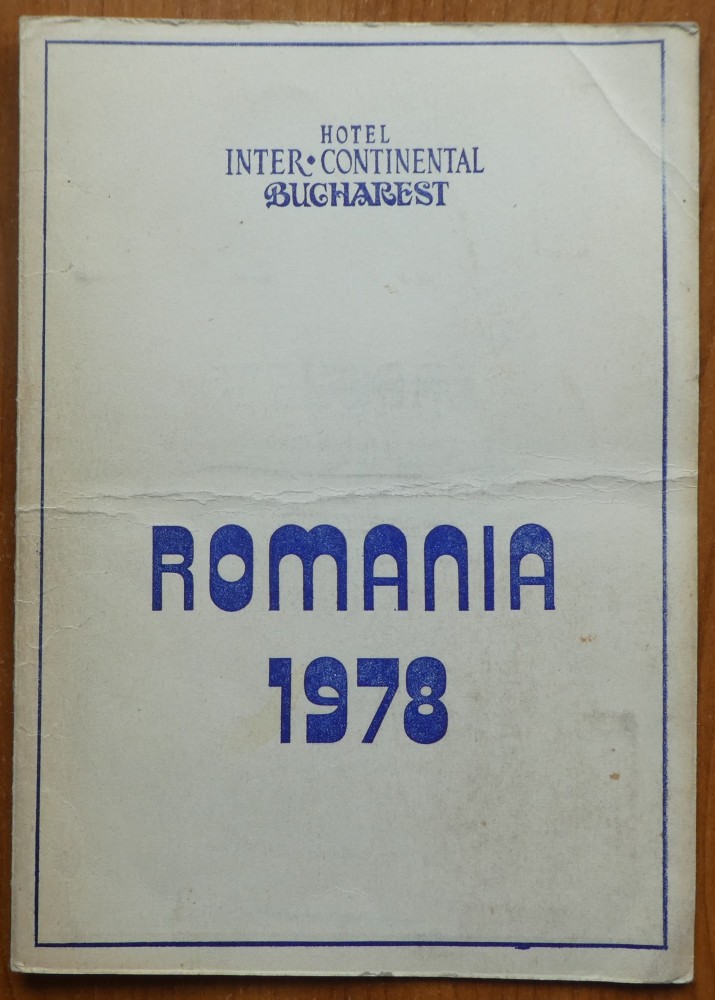 HOTEL
INTER•CONTINENTAL
BUCHAREST
ROMANIA
1978